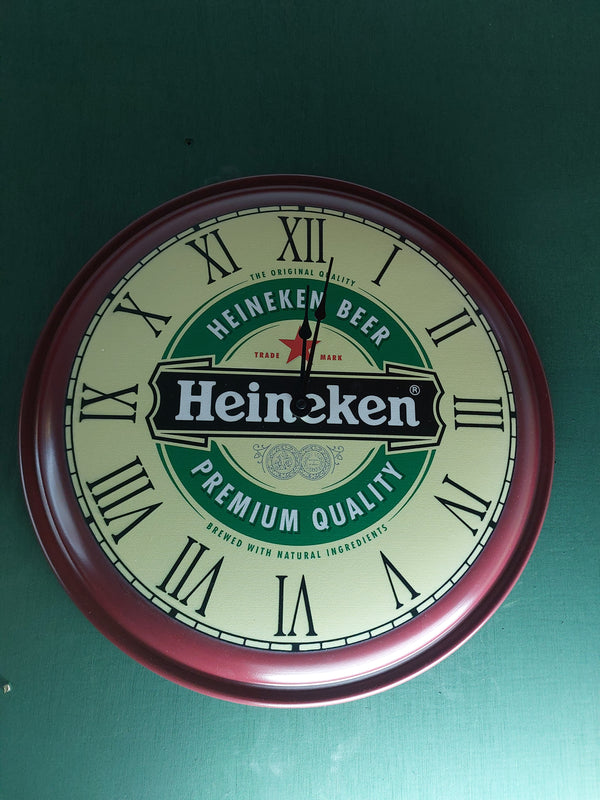 XII
I
II
III
IV
V
VI
VII
VIII
IX
X
XI
THE ORIGINAL QUALITY
HEINEKEN BEER
TRADE MARK
Heineken ®
PREMIUM QUALITY
BREWED WITH NATURAL INGREDIENTS